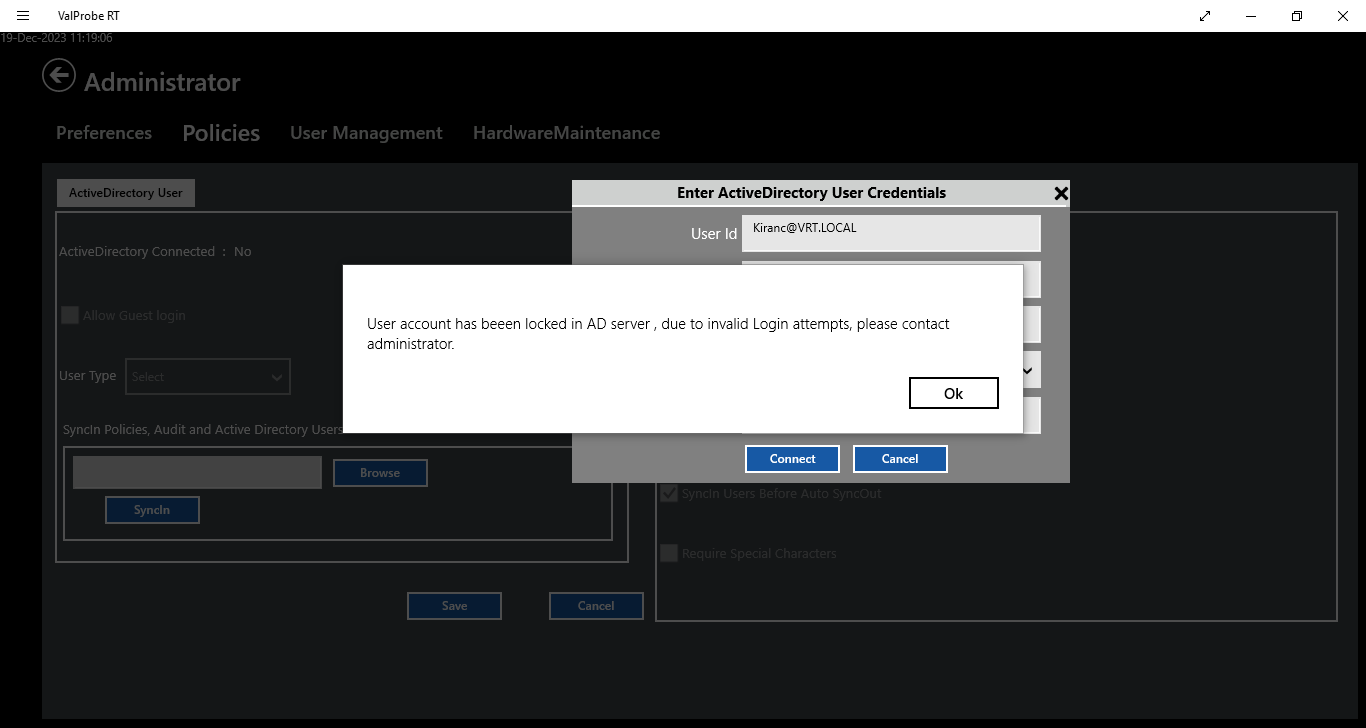 ValProbe RT
19-Dec-2023 11:19:06
Administrator
Preferences Policies User Management HardwareMaintenance
ActiveDirectory User
Enter ActiveDirectory User Credentials
User Id Kiranc@VRT.LOCAL
ActiveDirectory Connected : No
Allow Guest login
User account has beeen locked in AD server , due to invalid Login attempts, please contact
administrator.
User Type Select
Ok
SyncIn Policies, Audit and Active Directory Users
Connect Cancel
Browse
SyncIn
SyncIn Users Before Auto SyncOut
Require Special Characters
Save Cancel